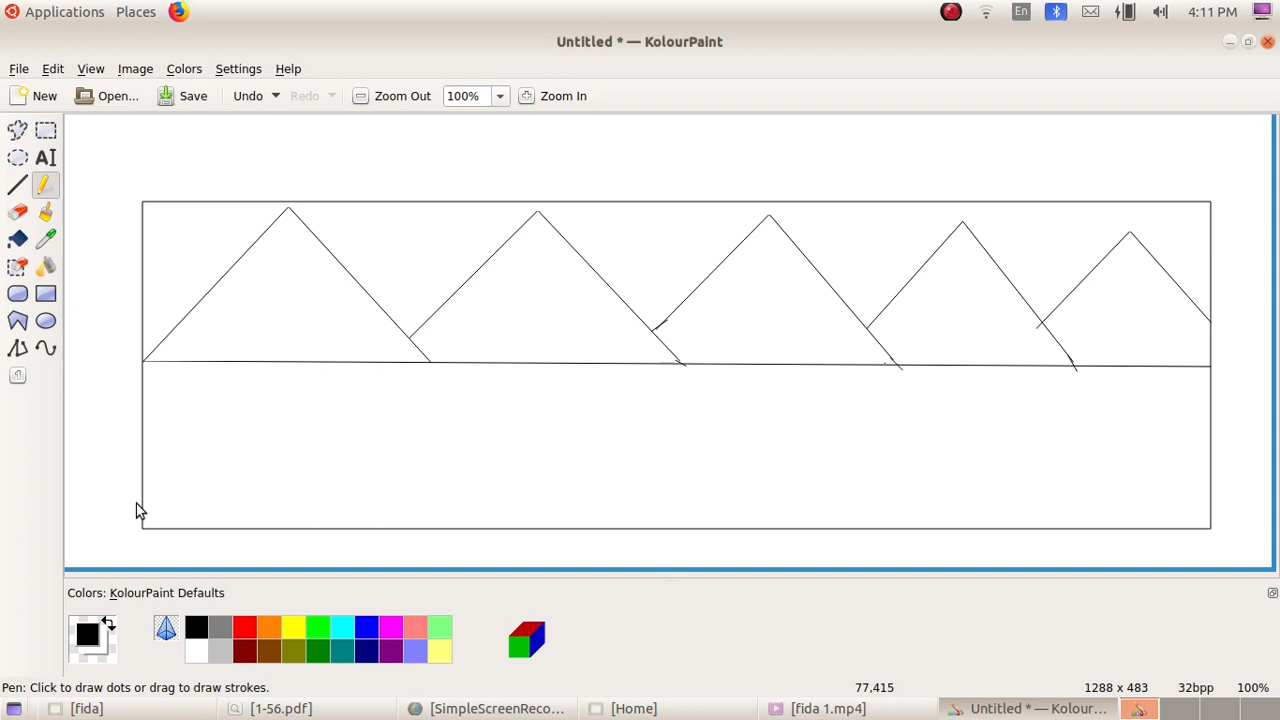 Applications Places En 4:11 PM
Untitled * — KolourPaint
File Edit View Image Colors Settings Help
New Open... Save Undo Redo Zoom Out 100% Zoom In
A
Colors: KolourPaint Defaults
Pen: Click to draw dots or drag to draw strokes. 77,415 1288 x 483 32bpp 100%
[fida] [1-56.pdf] [SimpleScreenReco... [Home] [fida 1.mp4] Untitled * — Kolour...